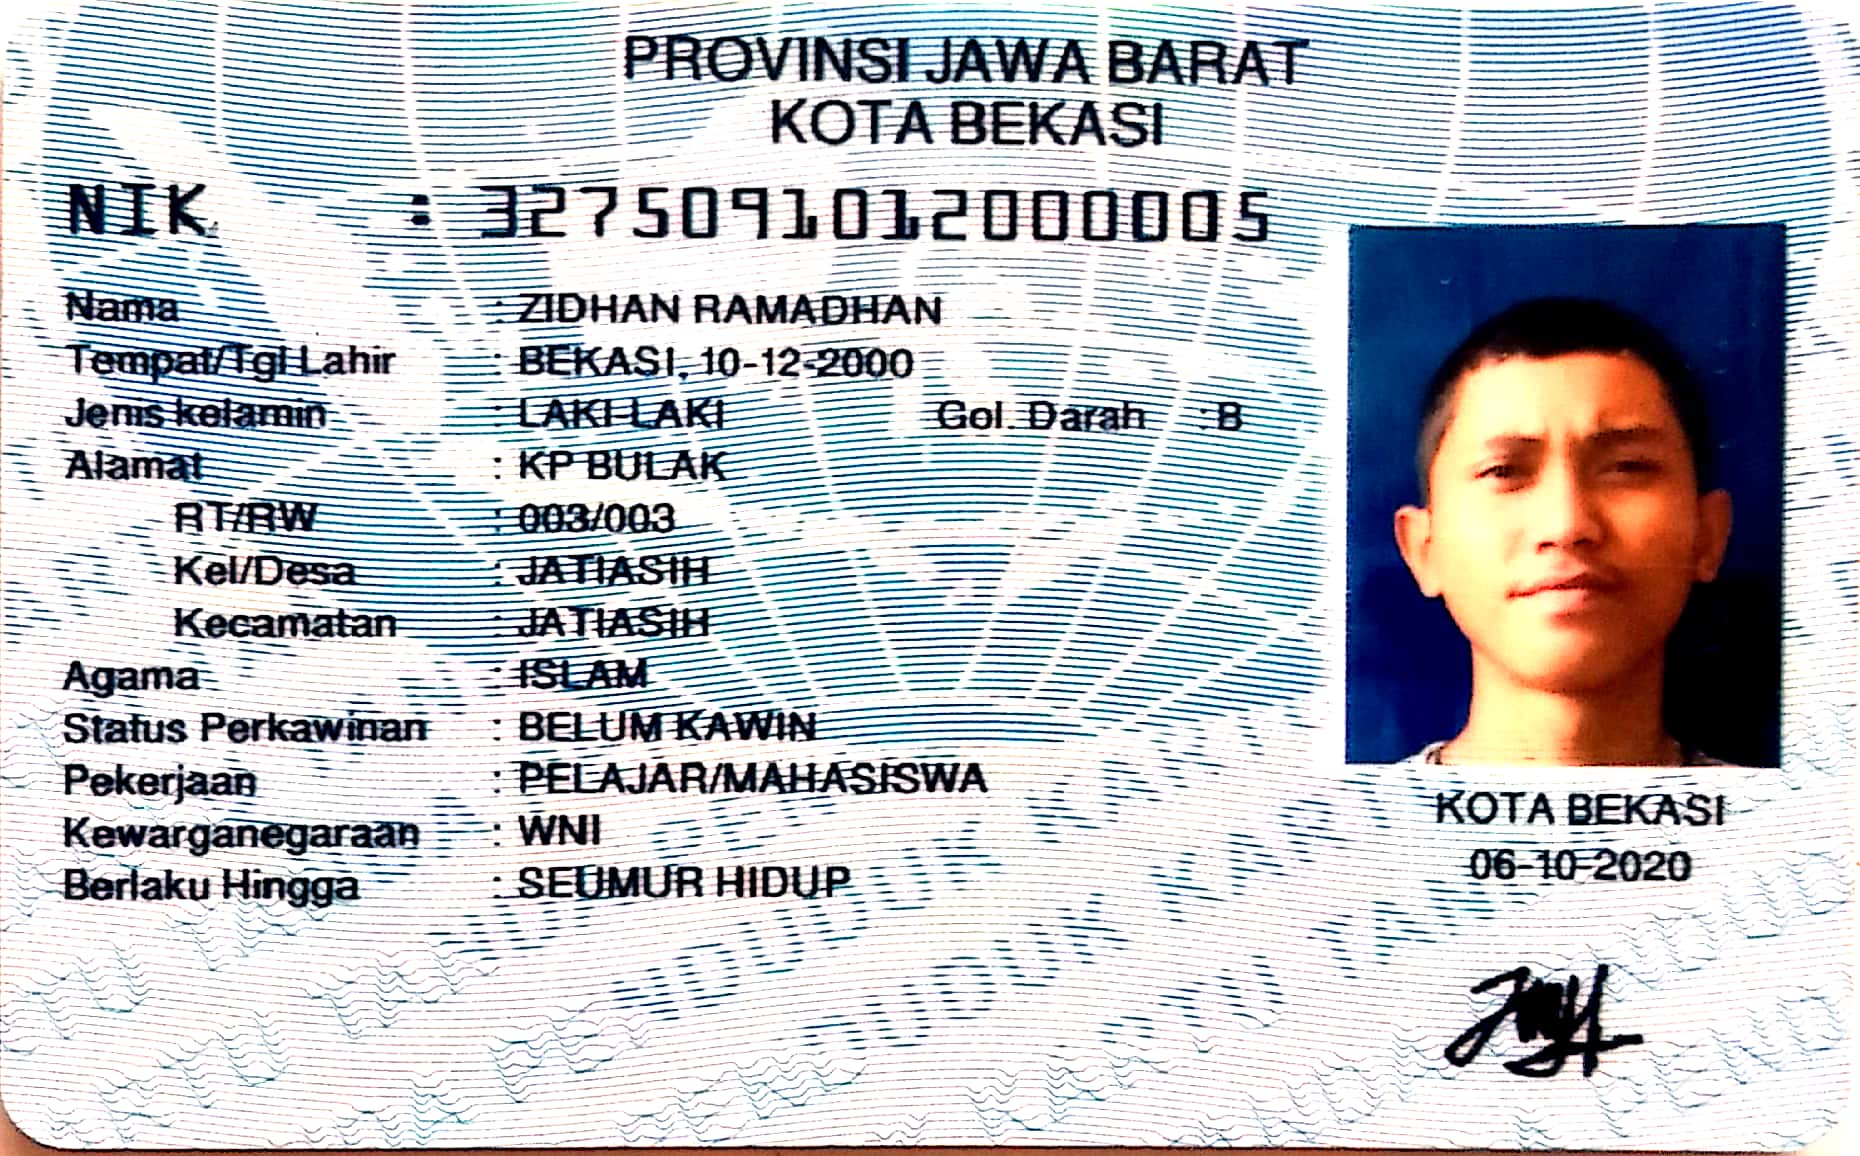 PROVINSI JAWA BARAT
KOTA BEKASI
NIK : 3275091012000005
Nama : ZIDHAN RAMADHAN
Tempat/Tgl Lahir : BEKASI, 10-12-2000
Jenis kelamin : LAKI-LAKI Gol. Darah : B
Alamat : KP BULAK
RT/RW : 003/003
Kel/Desa : JATIASIH
Kecamatan : JATIASIH
Agama : ISLAM
Status Perkawinan : BELUM KAWIN
Pekerjaan : PELAJAR/MAHASISWA
Kewarganegaraan : WNI
Berlaku Hingga : SEUMUR HIDUP
KOTA BEKASI
06-10-2020